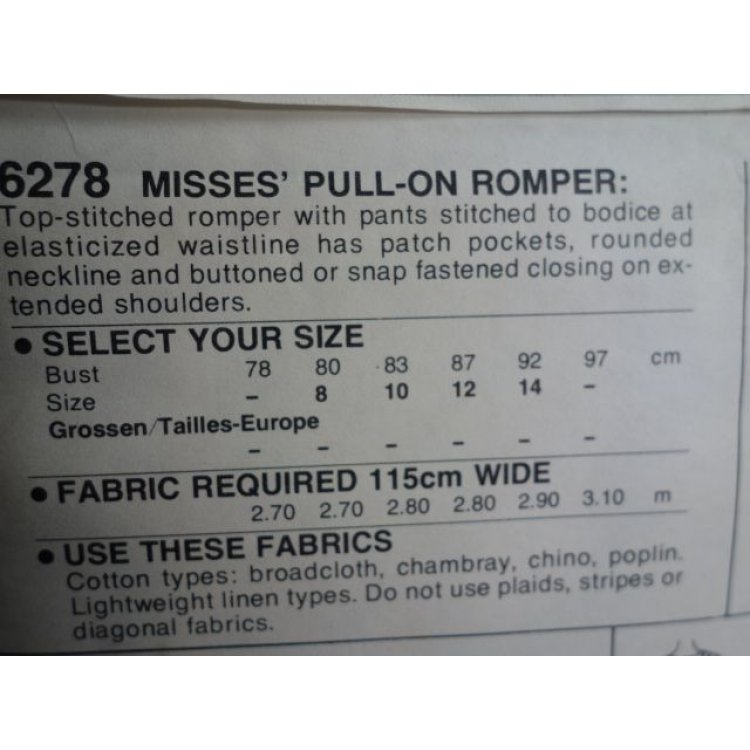 6278 MISSES' PULL-ON ROMPER:
Top-stitched romper with pants stitched to bodice at
elasticized waistline has patch pockets, rounded
neckline and buttoned or snap fastened closing on ex-
tended shoulders.
• SELECT YOUR SIZE
Bust 78 80 83 87 92 97 cm
Size – 8 10 12 14 –
Grossen/Tailles-Europe
– – – – – –
• FABRIC REQUIRED 115cm WIDE
2.70 2.70 2.80 2.80 2.90 3.10 m
• USE THESE FABRICS
Cotton types: broadcloth, chambray, chino, poplin.
Lightweight linen types. Do not use plaids, stripes or
diagonal fabrics.